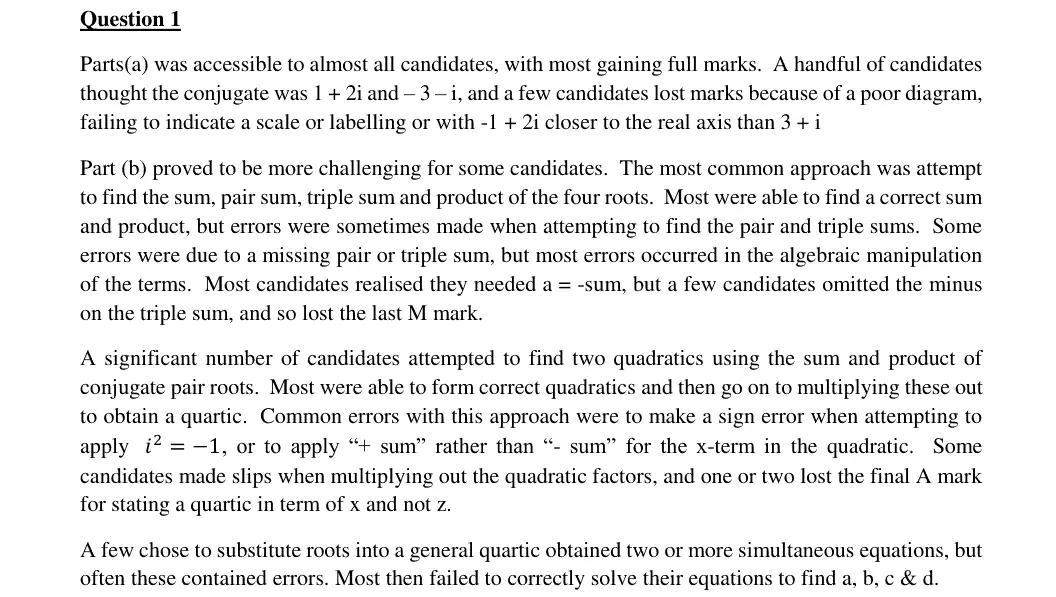 Question 1
Parts(a) was accessible to almost all candidates, with most gaining full marks. A handful of candidates
thought the conjugate was 1 + 2i and – 3 – i, and a few candidates lost marks because of a poor diagram,
failing to indicate a scale or labelling or with -1 + 2i closer to the real axis than 3 + i
Part (b) proved to be more challenging for some candidates. The most common approach was attempt
to find the sum, pair sum, triple sum and product of the four roots. Most were able to find a correct sum
and product, but errors were sometimes made when attempting to find the pair and triple sums. Some
errors were due to a missing pair or triple sum, but most errors occurred in the algebraic manipulation
of the terms. Most candidates realised they needed a = -sum, but a few candidates omitted the minus
on the triple sum, and so lost the last M mark.
A significant number of candidates attempted to find two quadratics using the sum and product of
conjugate pair roots. Most were able to form correct quadratics and then go on to multiplying these out
to obtain a quartic. Common errors with this approach were to make a sign error when attempting to
apply i² = −1, or to apply “+ sum” rather than “- sum” for the x-term in the quadratic. Some
candidates made slips when multiplying out the quadratic factors, and one or two lost the final A mark
for stating a quartic in term of x and not z.
A few chose to substitute roots into a general quartic obtained two or more simultaneous equations, but
often these contained errors. Most then failed to correctly solve their equations to find a, b, c & d.